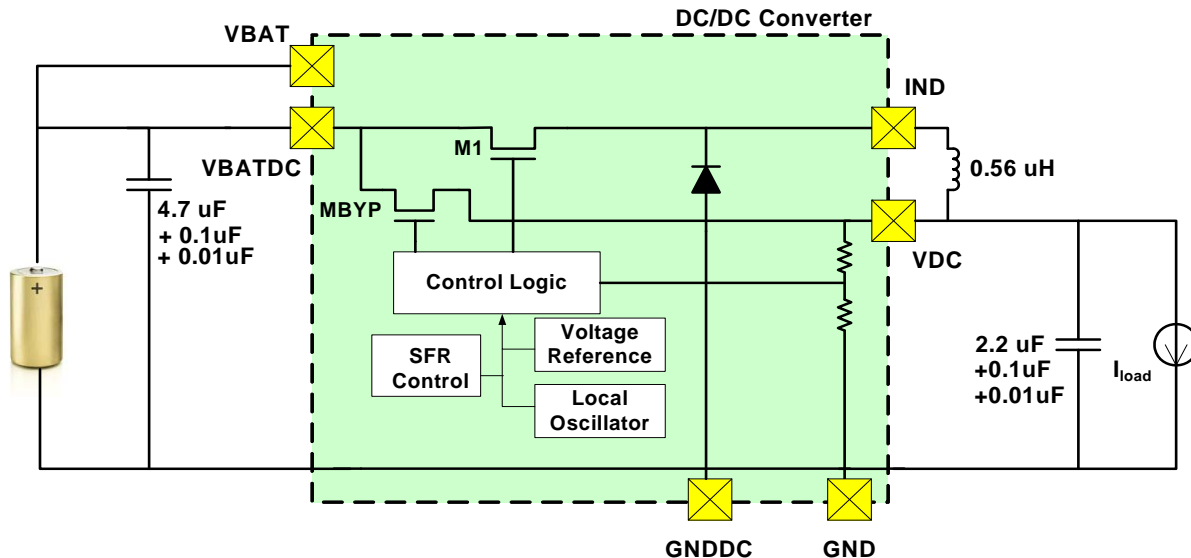 DC/DC Converter
VBAT
IND
VBATDC
M1
0.56 uH
4.7 uF
+ 0.1uF
+ 0.01uF
MBYP
VDC
+
Control Logic
Voltage
Reference
SFR
Control
Local
Oscillator
2.2 uF
+0.1uF
+0.01uF
Iload
GNDDC
GND